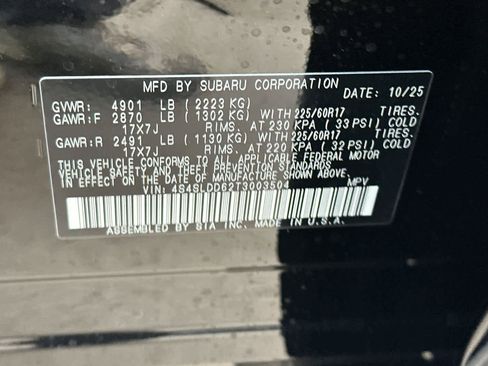 MFD BY SUBARU CORPORATION
DATE: 10/25
GVWR: 4901 LB ( 2223 KG)
GAWR:F 2870 LB ( 1302 KG) WITH 225/60R17 TIRES.
17X7J RIMS. AT 230 KPA ( 33 PSI) COLD
GAWR:R 2491 LB ( 1130 KG) WITH 225/60R17 TIRES.
17X7J RIMS. AT 220 KPA ( 32 PSI) COLD
THIS VEHICLE CONFORMS TO ALL APPLICABLE FEDERAL MOTOR
VEHICLE SAFETY AND BUMPER STANDARDS
IN EFFECT ON THE DATE OF MANUFACTURE SHOWN ABOVE.
VIN: 4S4SLDD62T3003504 MPV
ASSEMBLED BY SIA INC. MADE IN U.S.A.